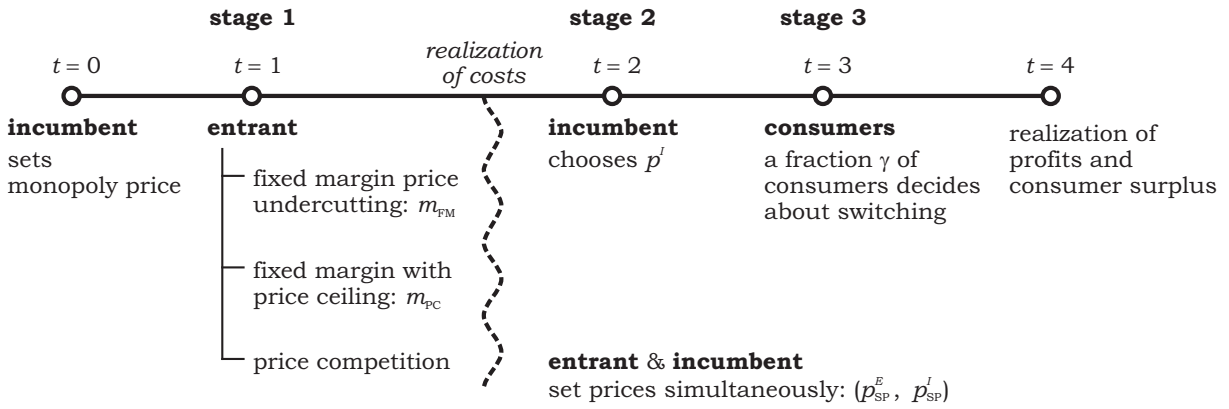 stage 1
stage 2
stage 3
t = 0
t = 1
realization
of costs
t = 2
t = 3
t = 4
incumbent
sets
monopoly price
entrant
fixed margin price
undercutting: m_FM
fixed margin with
price ceiling: m_PC
price competition
incumbent
chooses p^I
entrant & incumbent
set prices simultaneously: (p^E_SP, p^I_SP)
consumers
a fraction γ of
consumers decides
about switching
realization of
profits and
consumer surplus